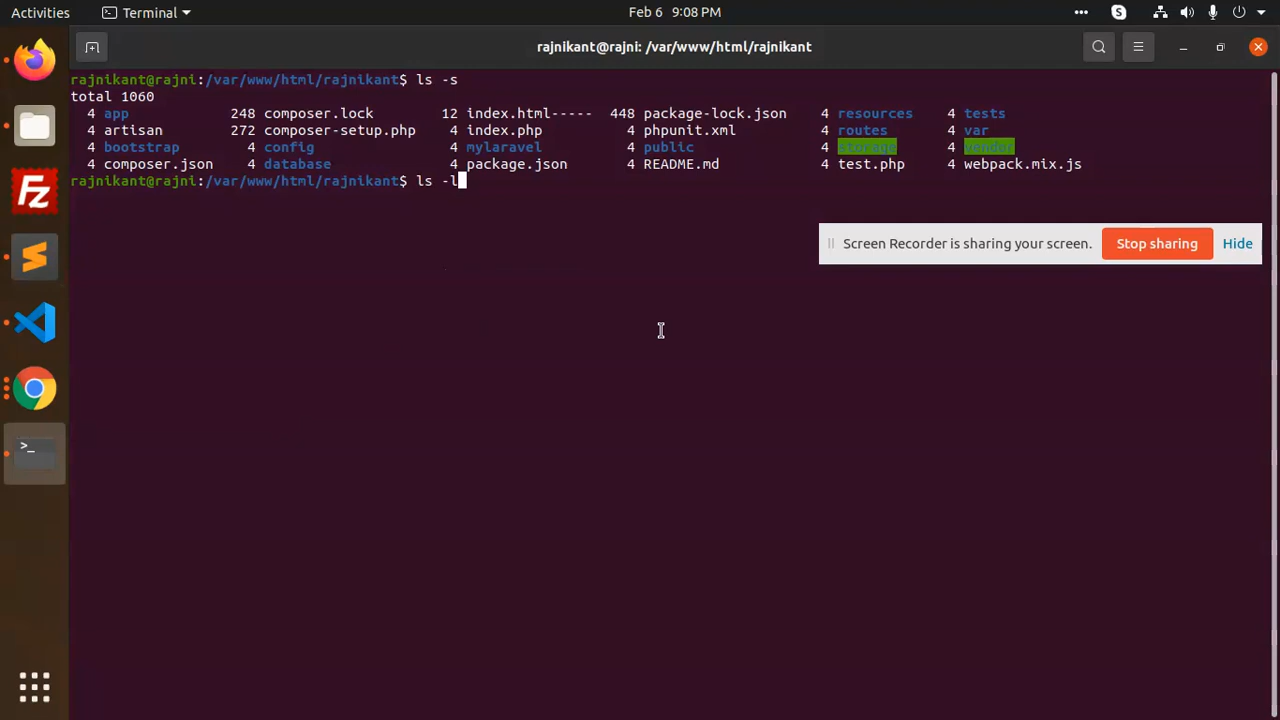 Activities Terminal Feb 6 9:08 PM
rajnikant@rajni: /var/www/html/rajnikant
rajnikant@rajni:/var/www/html/rajnikant$ ls -s
total 1060
4 app 248 composer.lock 12 index.html----- 448 package-lock.json 4 resources 4 tests
4 artisan 272 composer-setup.php 4 index.php 4 phpunit.xml 4 routes 4 var
4 bootstrap 4 config 4 mylaravel 4 public 4 storage 4 vendor
4 composer.json 4 database 4 package.json 4 README.md 4 test.php 4 webpack.mix.js
rajnikant@rajni:/var/www/html/rajnikant$ ls -l
Screen Recorder is sharing your screen. Stop sharing Hide